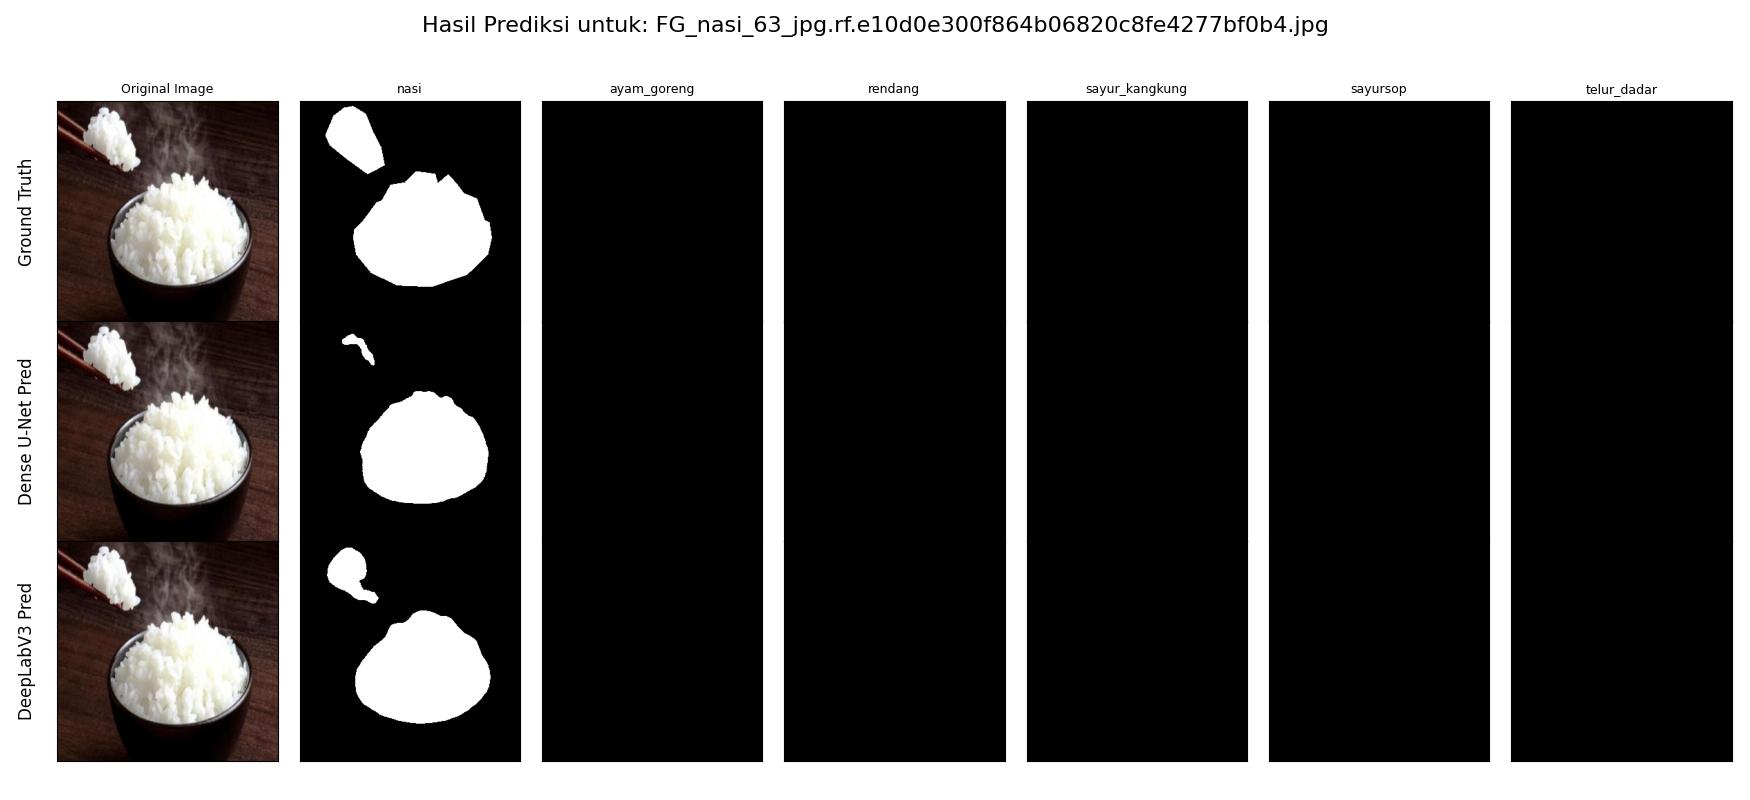 Hasil Prediksi untuk: FG_nasi_63_jpg.rf.e10d0e300f864b06820c8fe4277bf0b4.jpg
Original Image
nasi
ayam_goreng
rendang
sayur_kangkung
sayursop
telur_dadar
Ground Truth
Dense U-Net Pred
DeepLabV3 Pred